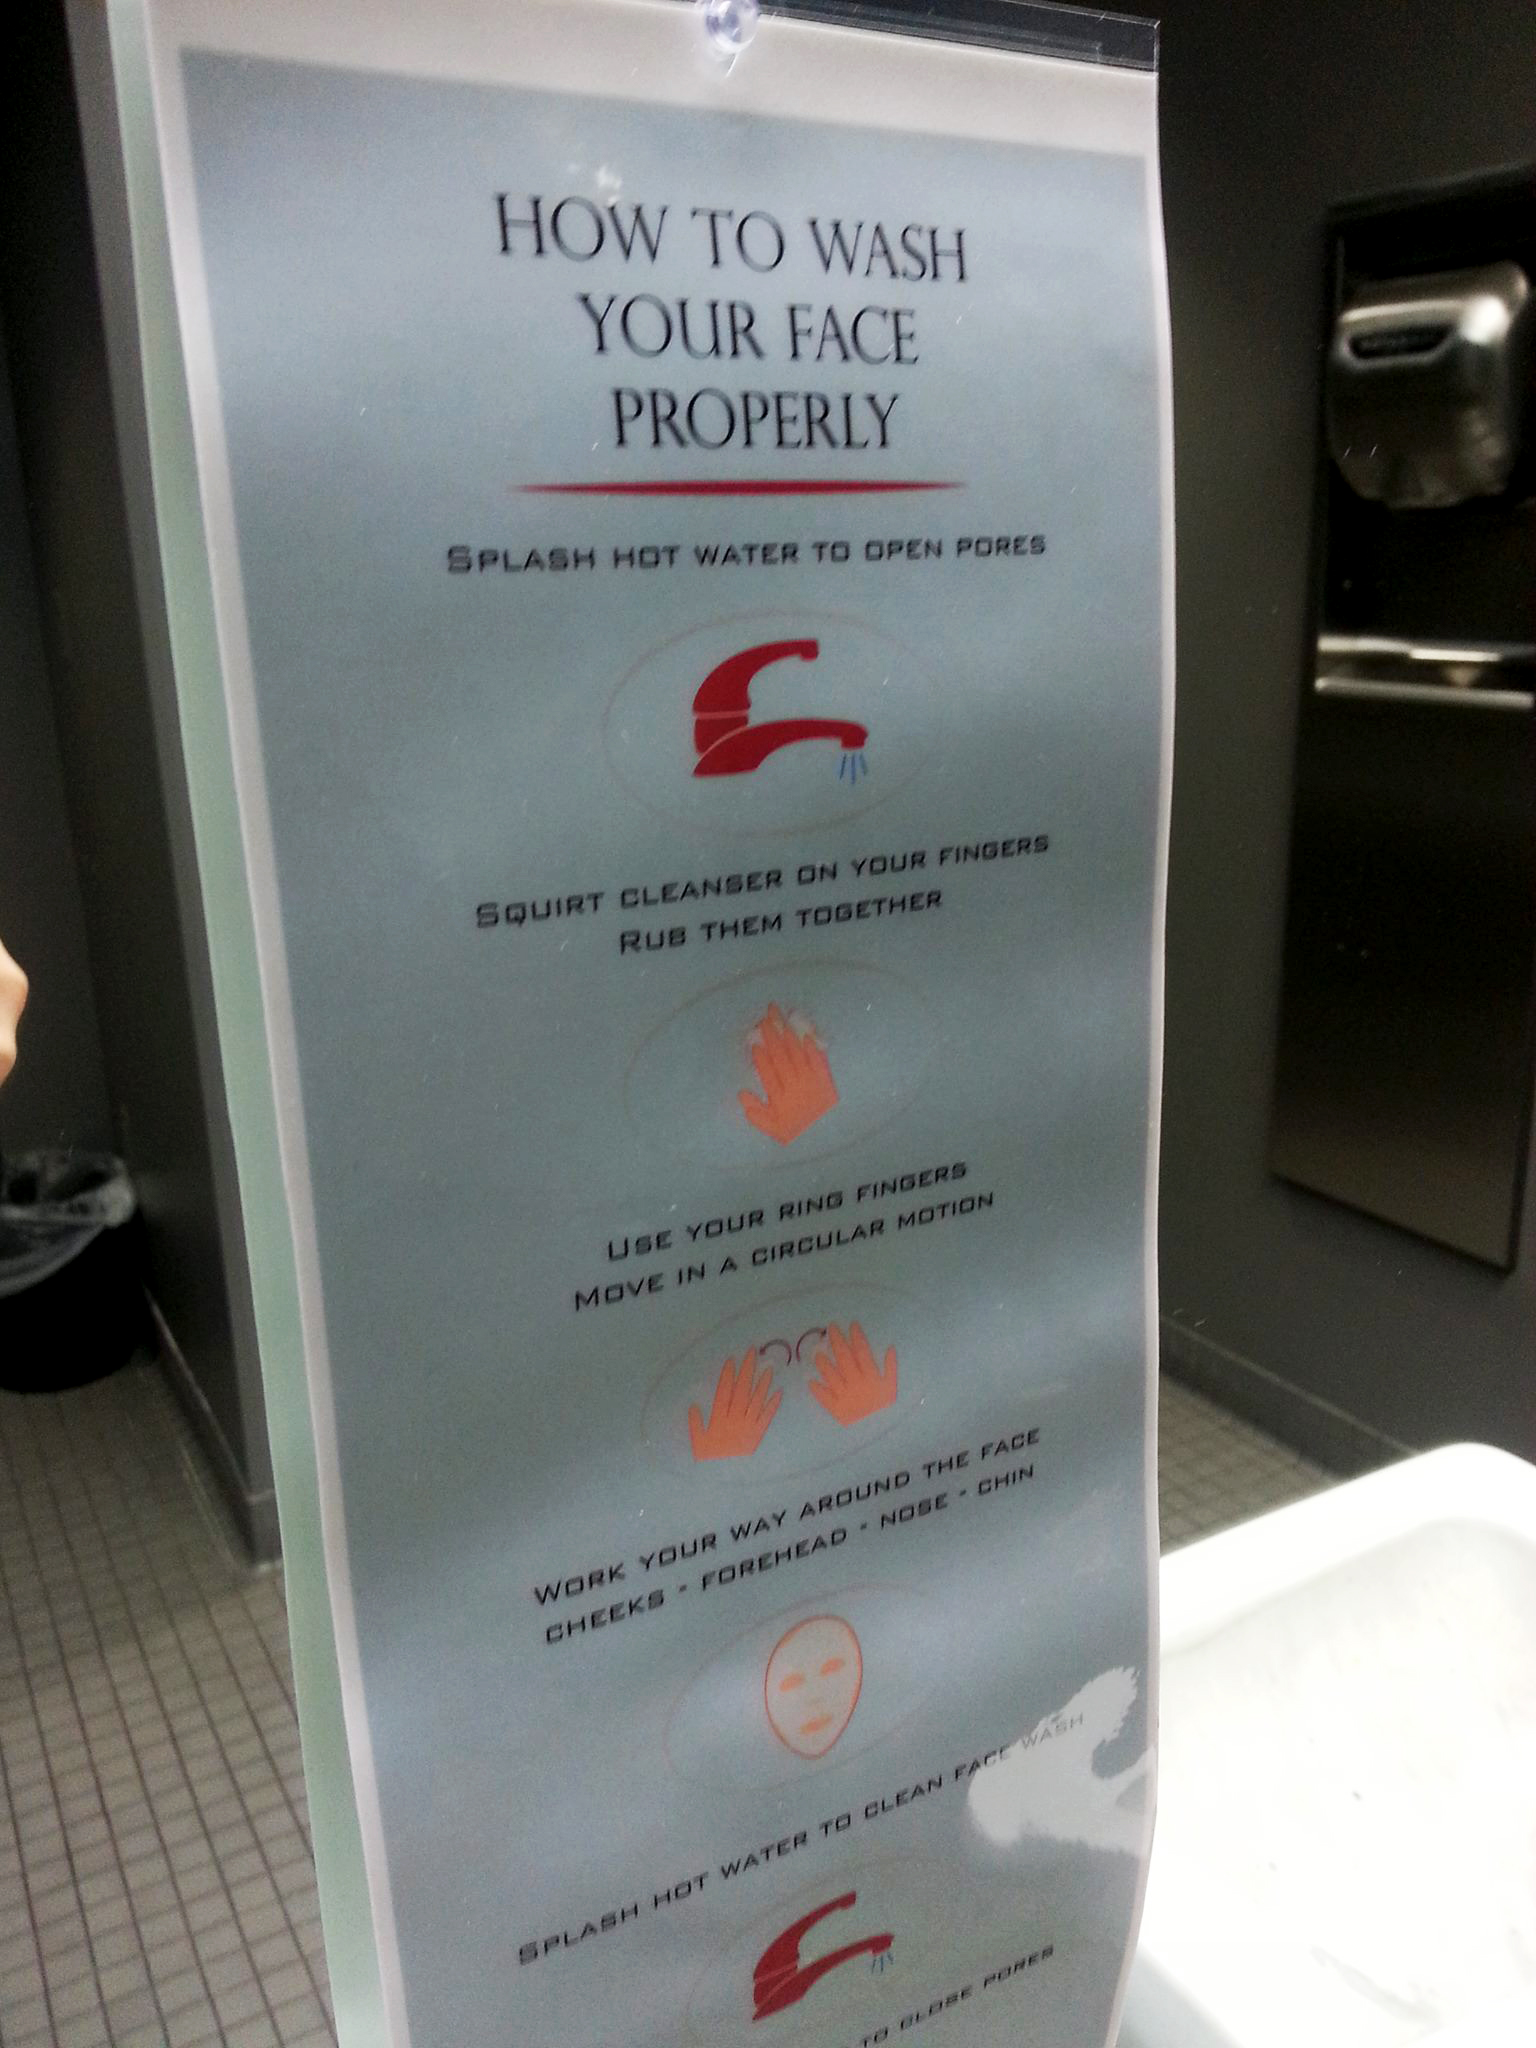 HOW TO WASH
YOUR FACE
PROPERLY
SPLASH HOT WATER TO OPEN PORES
SQUIRT CLEANSER ON YOUR FINGERS
RUB THEM TOGETHER
USE YOUR RING FINGERS
MOVE IN A CIRCULAR MOTION
WORK YOUR WAY AROUND THE FACE
CHEEKS - FOREHEAD - NOSE - CHIN
SPLASH HOT WATER TO CLEAN FACE WASH
TO CLOSE PORES